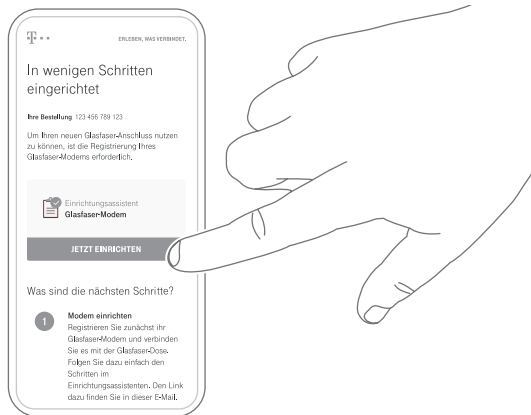 T
ERLEBEN, WAS VERBINDET.
In wenigen Schritten
eingerichtet
Ihre Bestellung 123 456 789 123
Um Ihren neuen Glasfaser-Anschluss nutzen
zu können, ist die Registrierung Ihres
Glasfaser-Modems erforderlich.
Einrichtungsassistent
Glasfaser-Modem
JETZT EINRICHTEN
Was sind die nächsten Schritte?
1
Modem einrichten
Registrieren Sie zunächst ihr
Glasfaser-Modem und verbinden
Sie es mit der Glasfaser-Dose.
Folgen Sie dazu einfach den
Schritten im
Einrichtungsassistenten. Den Link
dazu finden Sie in dieser E-Mail.